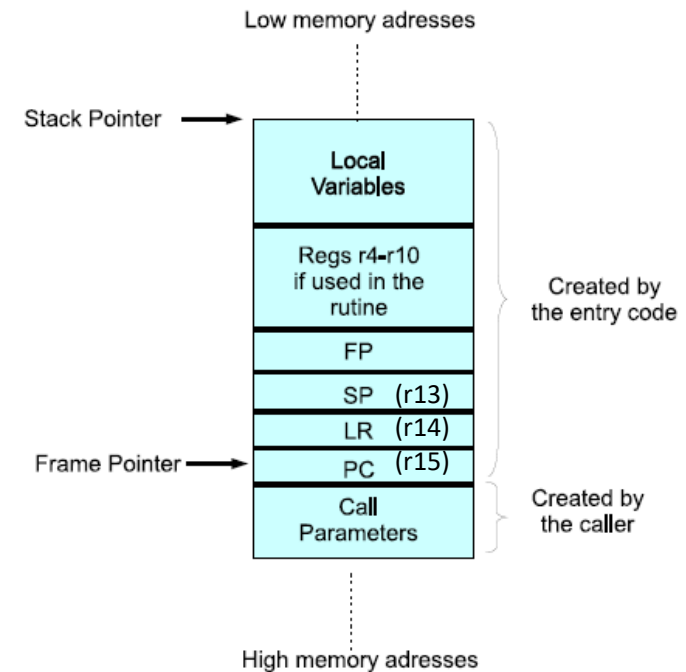 Low memory adresses
Stack Pointer
Local
Variables
Regs r4-r10
if used in the
rutine
Created by
the entry code
FP
SP (r13)
LR (r14)
Frame Pointer
PC (r15)
Call
Parameters
Created by
the caller
High memory adresses